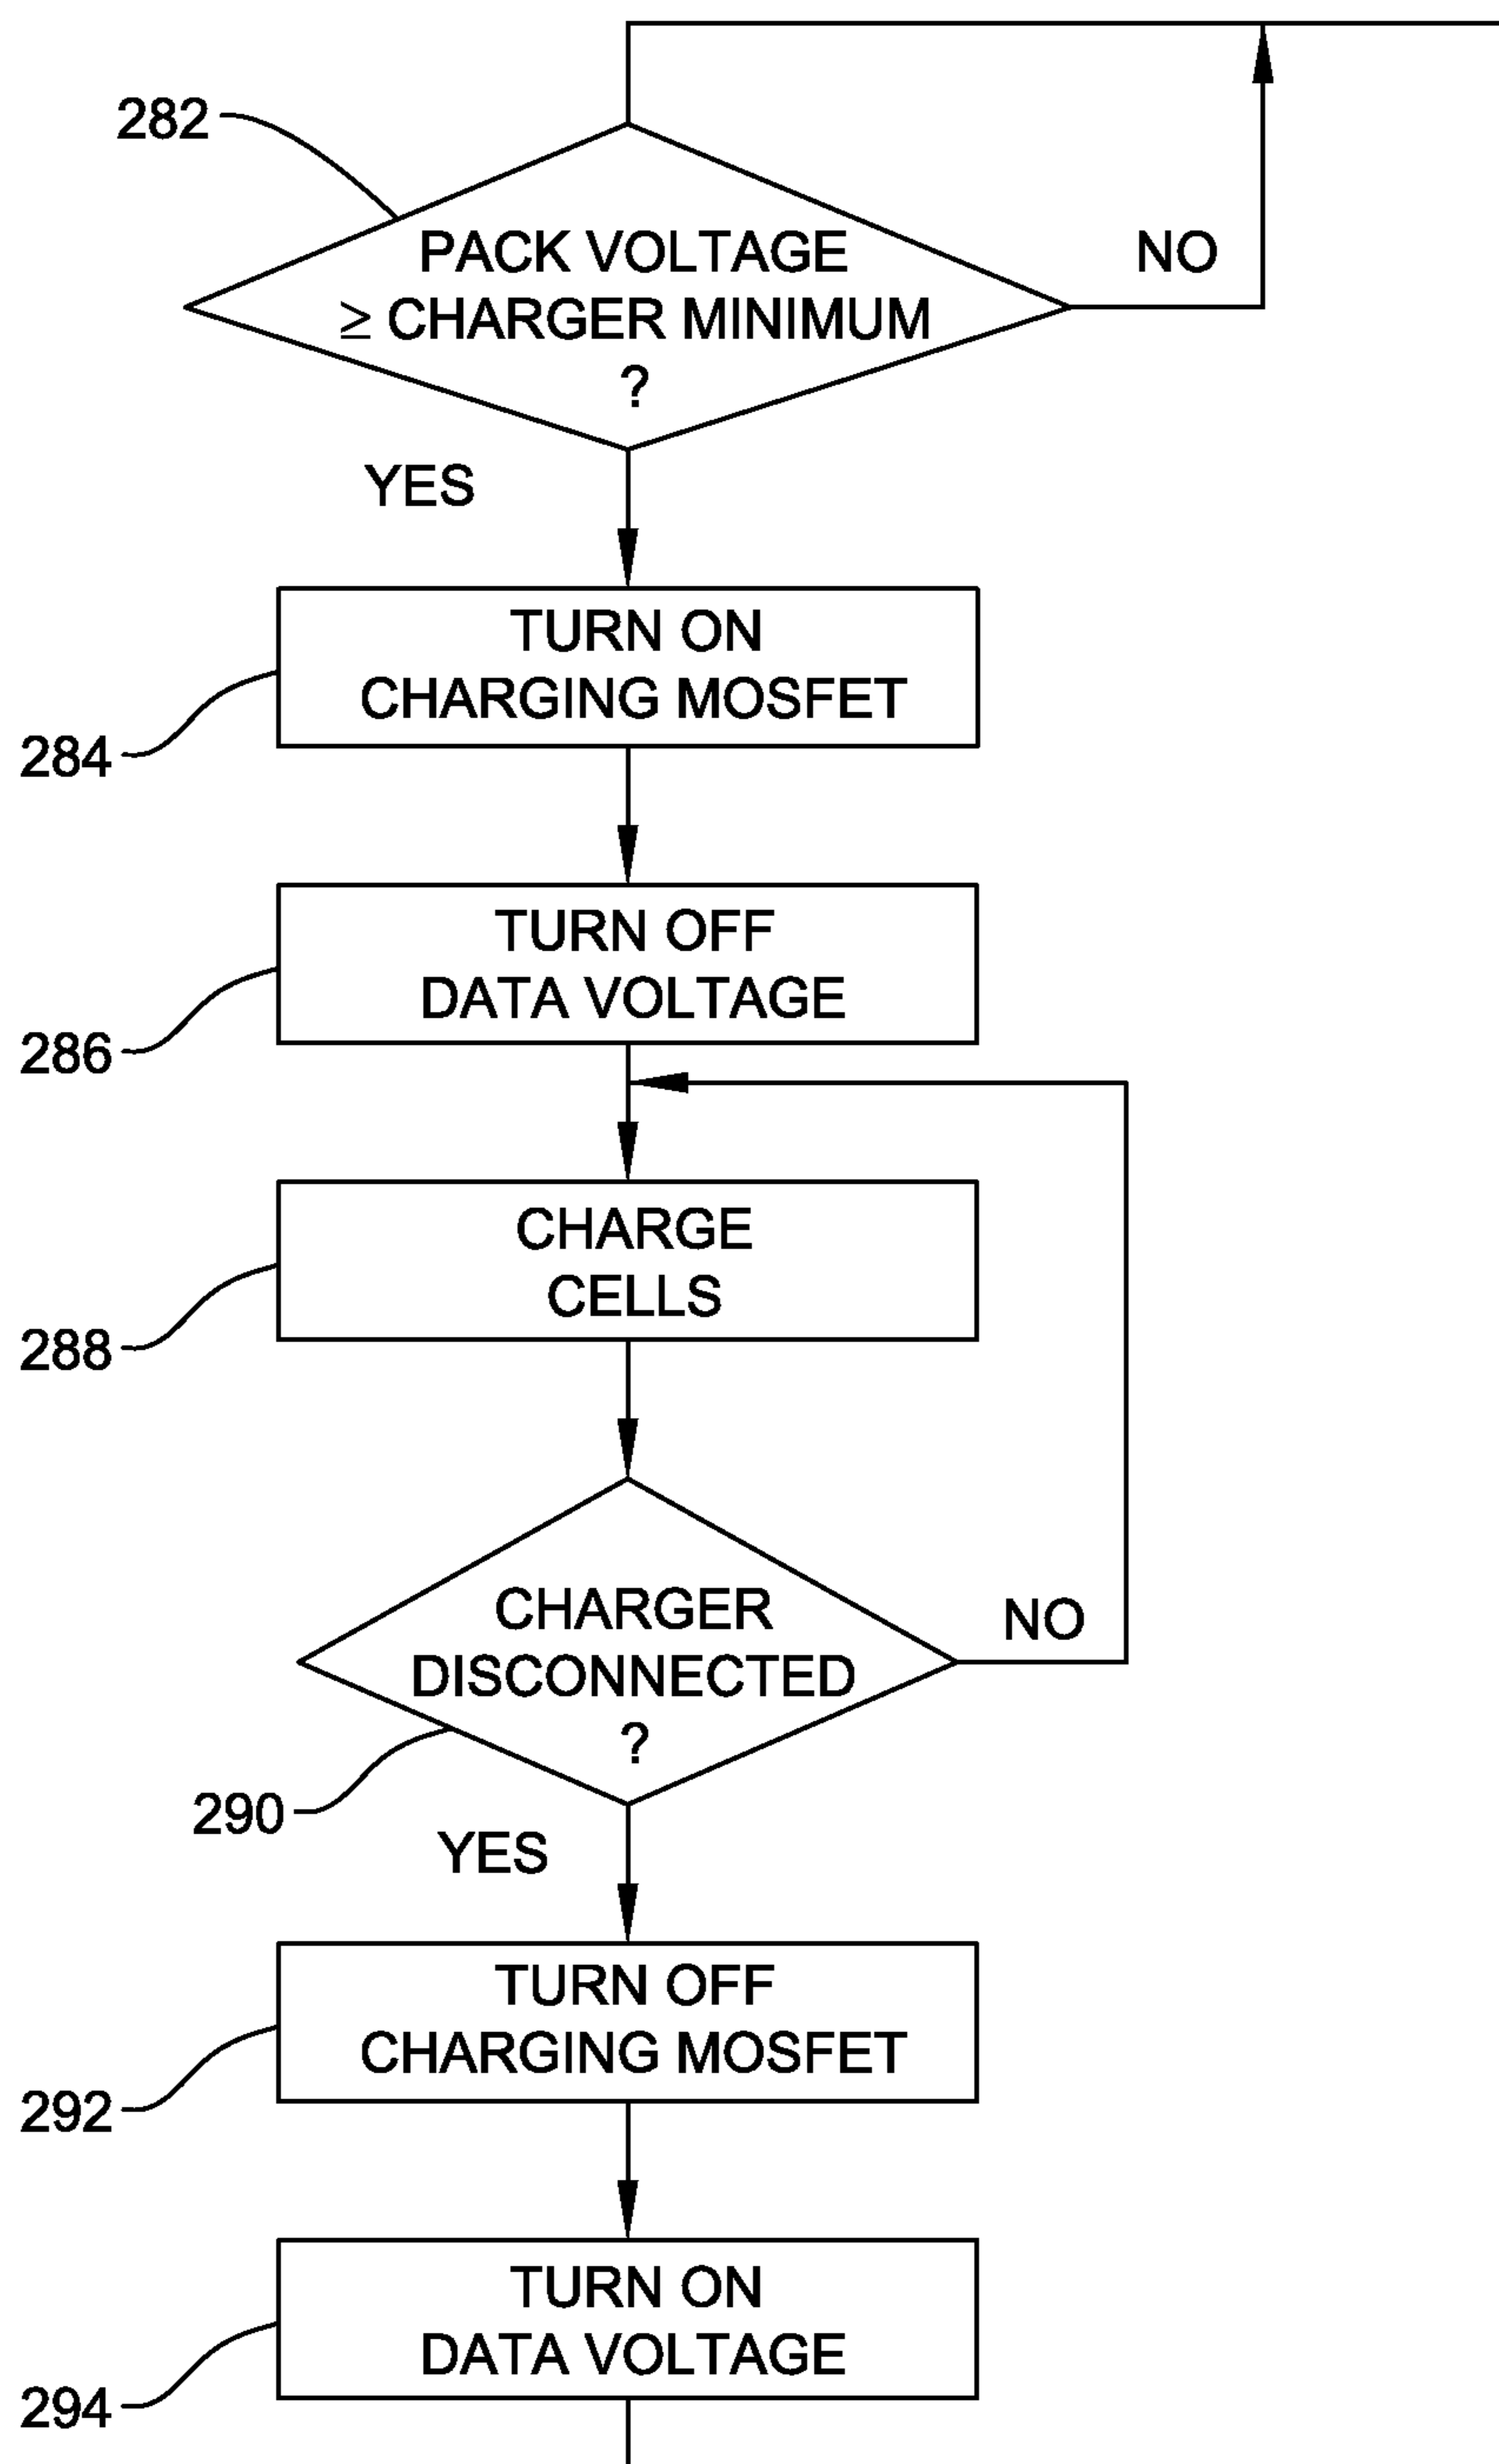 282
PACK VOLTAGE
≥ CHARGER MINIMUM
?
NO
YES
TURN ON
CHARGING MOSFET
284
TURN OFF
DATA VOLTAGE
286
CHARGE
CELLS
288
CHARGER
DISCONNECTED
?
NO
290
YES
TURN OFF
CHARGING MOSFET
292
TURN ON
DATA VOLTAGE
294